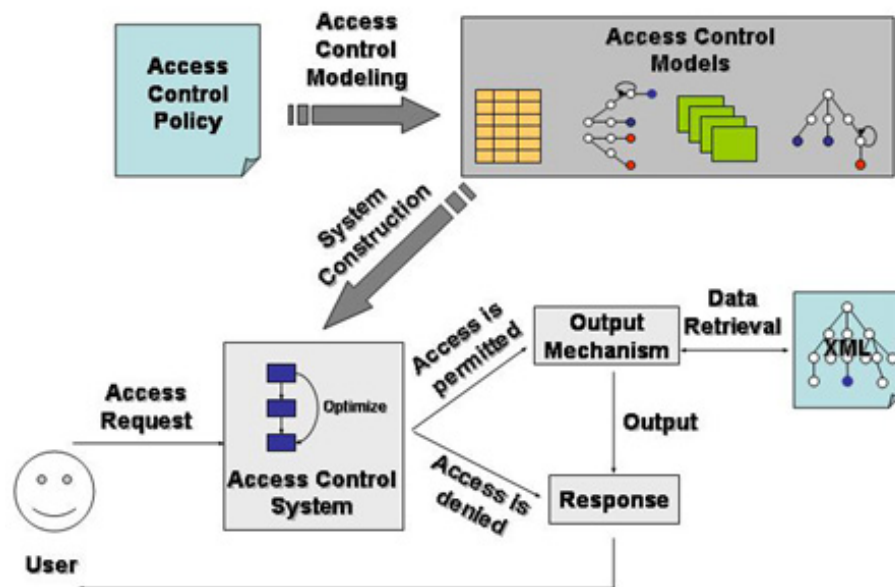 Access
Control
Policy
Access
Control
Modeling
Access Control
Models
System
Construction
Access is
permitted
Output
Mechanism
Data
Retrieval
XML
Access
Request
Optimize
Access Control
System
Output
Access is
denied
Response
User